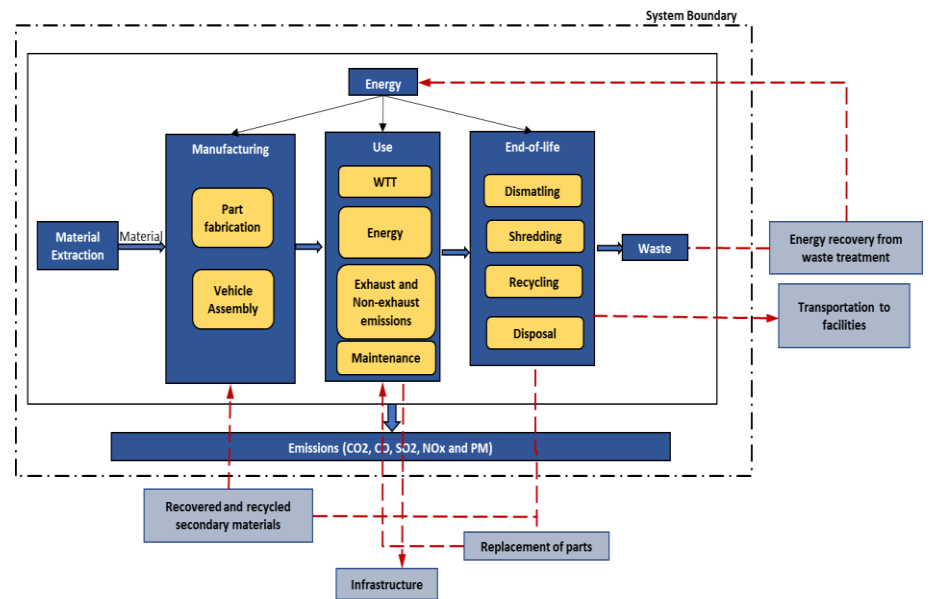 System Boundary
Energy
Manufacturing
Use
End-of-life
WTT
Dismatling
Part
fabrication
Energy
Shredding
Material
Extraction
Material
Waste
Energy recovery from
waste treatment
Exhaust and
Non-exhaust
emissions
Recycling
Vehicle
Assembly
Transportation to
facilities
Disposal
Maintenance
Emissions (CO2, CO, SO2, NOx and PM)
Recovered and recycled
secondary materials
Replacement of parts
Infrastructure